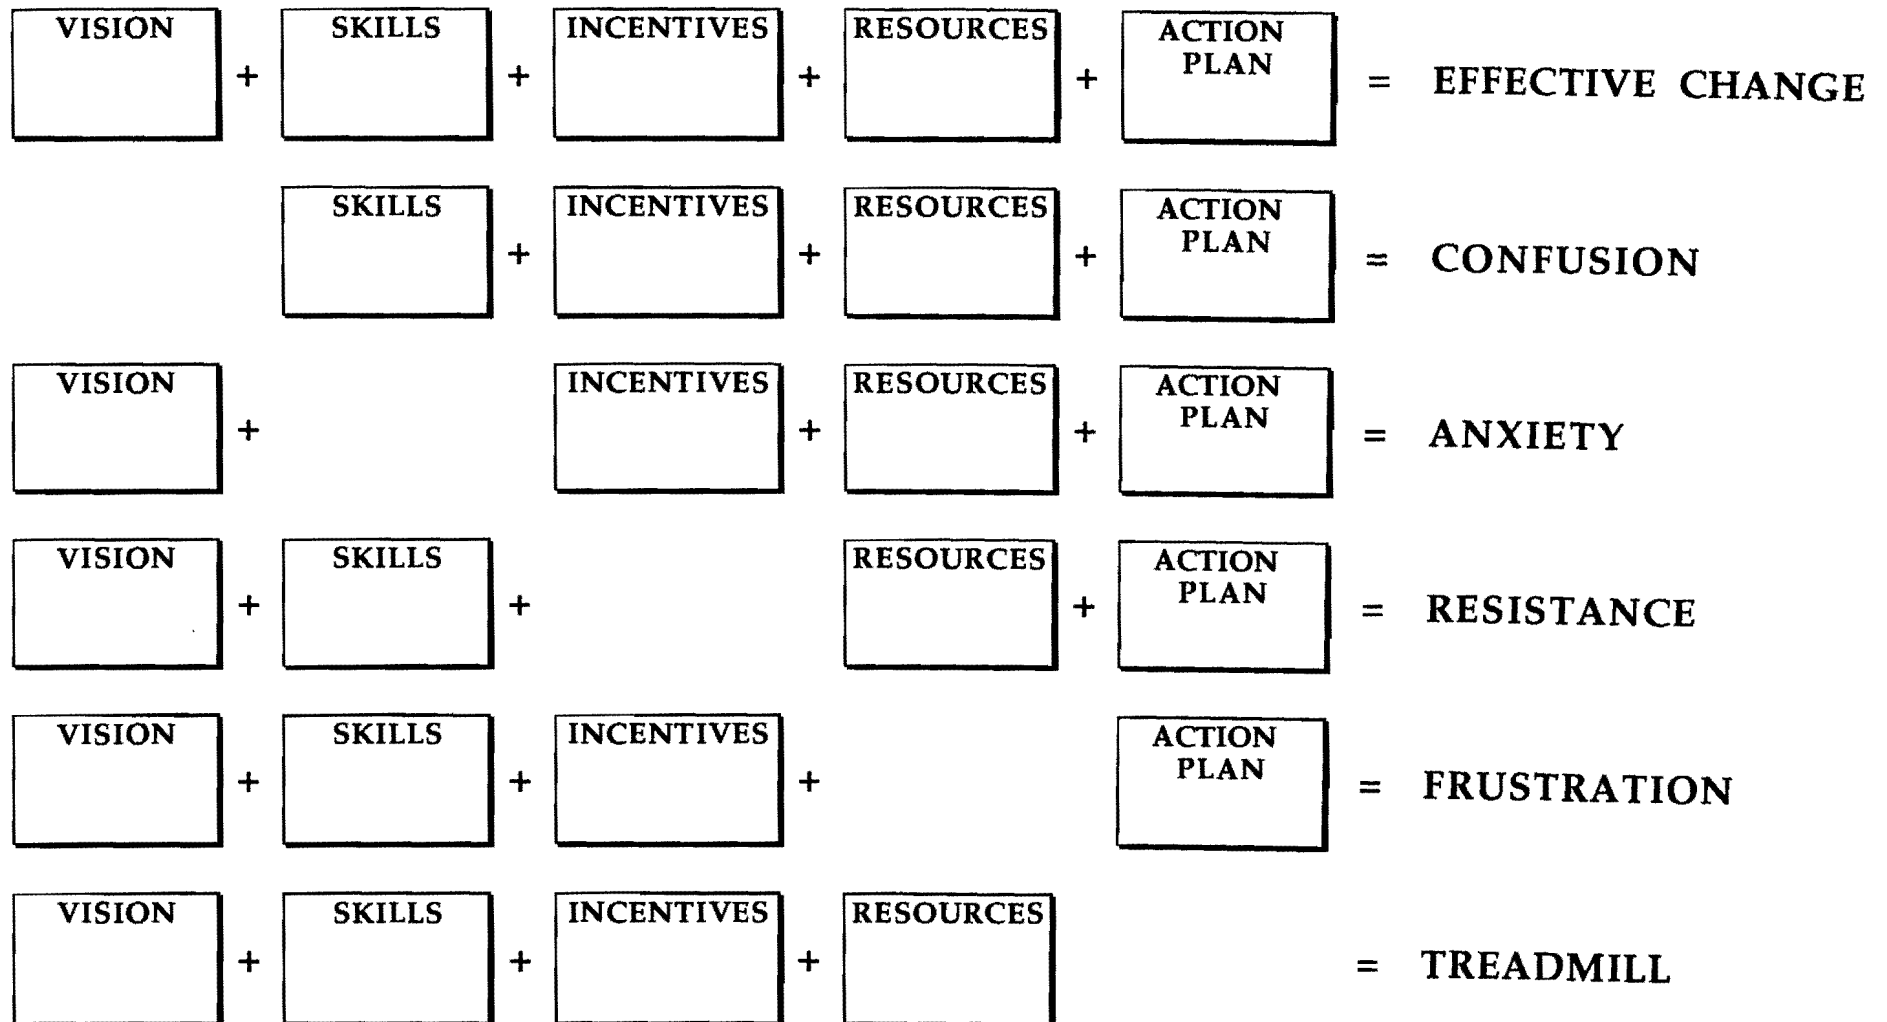 VISION + SKILLS + INCENTIVES + RESOURCES + ACTION PLAN = EFFECTIVE CHANGE
SKILLS + INCENTIVES + RESOURCES + ACTION PLAN = CONFUSION
VISION + INCENTIVES + RESOURCES + ACTION PLAN = ANXIETY
VISION + SKILLS + RESOURCES + ACTION PLAN = RESISTANCE
VISION + SKILLS + INCENTIVES + ACTION PLAN = FRUSTRATION
VISION + SKILLS + INCENTIVES + RESOURCES = TREADMILL